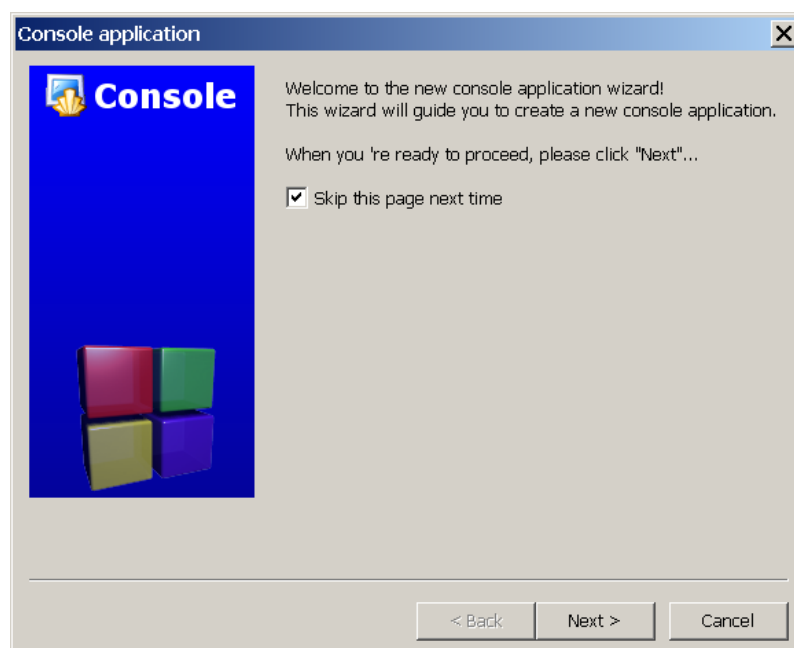 Console application
Console
Welcome to the new console application wizard!
This wizard will guide you to create a new console application.
When you 're ready to proceed, please click "Next"...
Skip this page next time
< Back
Next >
Cancel